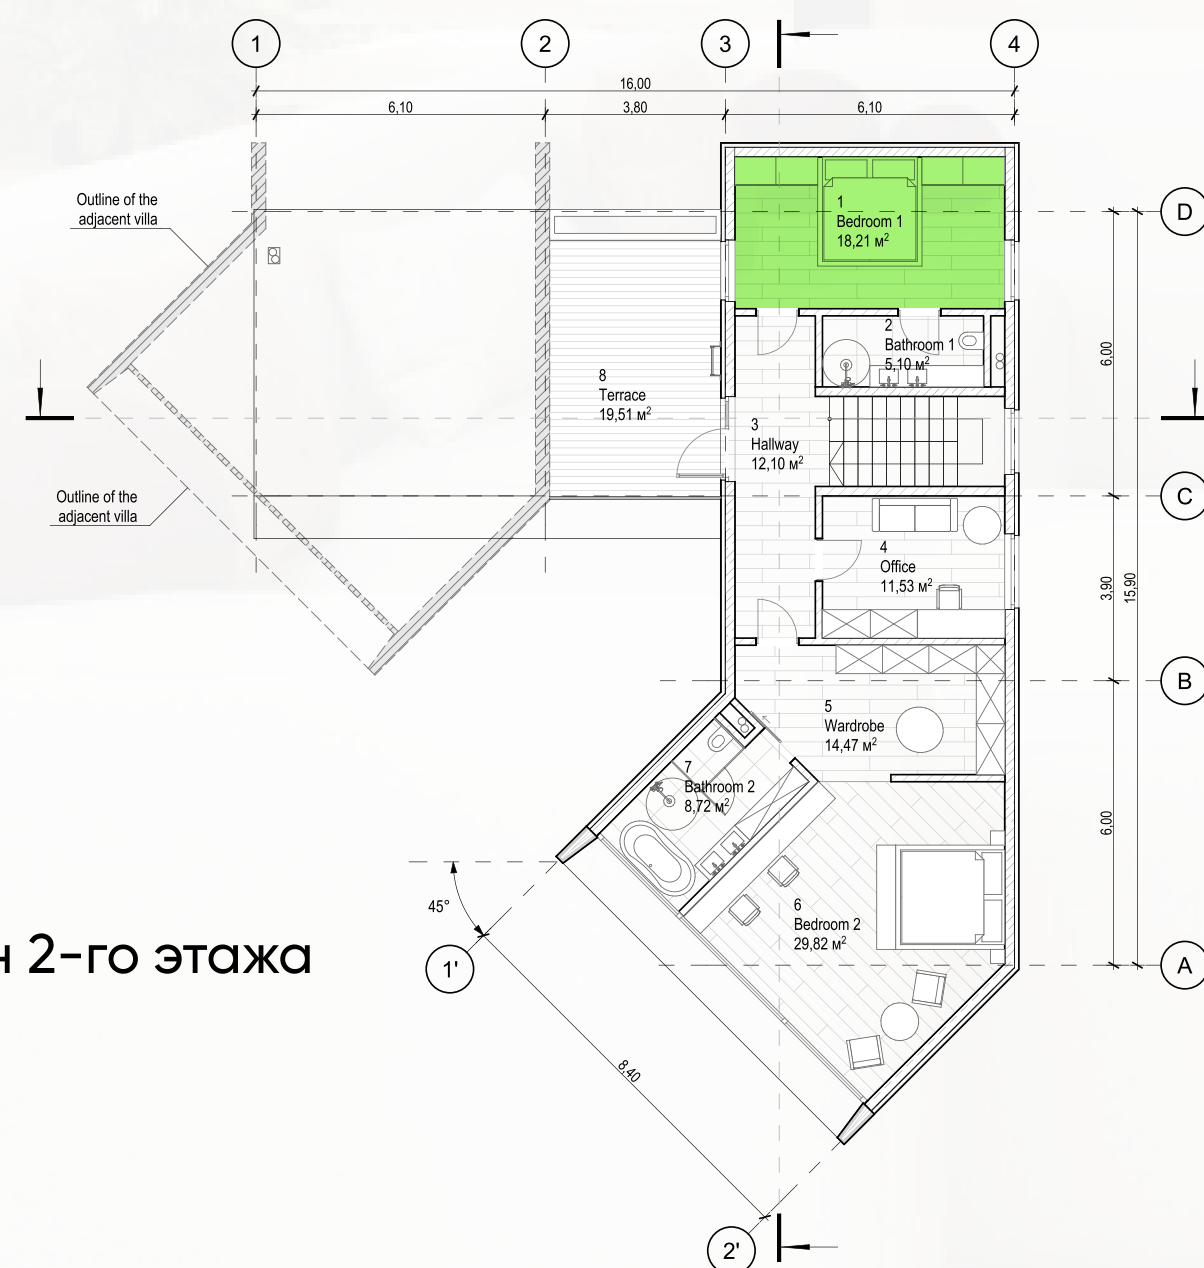 1
2
3
4
16,00
6,10
3,80
6,10
Outline of the
adjacent villa
D
1
Bedroom 1
18,21 м²
2
Bathroom 1
5,10 м²
6,00
8
Terrace
19,51 м²
3
Hallway
12,10 м²
Outline of the
adjacent villa
C
4
Office
11,53 м²
3,90
15,90
B
5
Wardrobe
14,47 м²
7
Bathroom 2
8,72 м²
6,00
45°
6
Bedroom 2
29,82 м²
н 2-го этажа
1'
A
8,40
2'